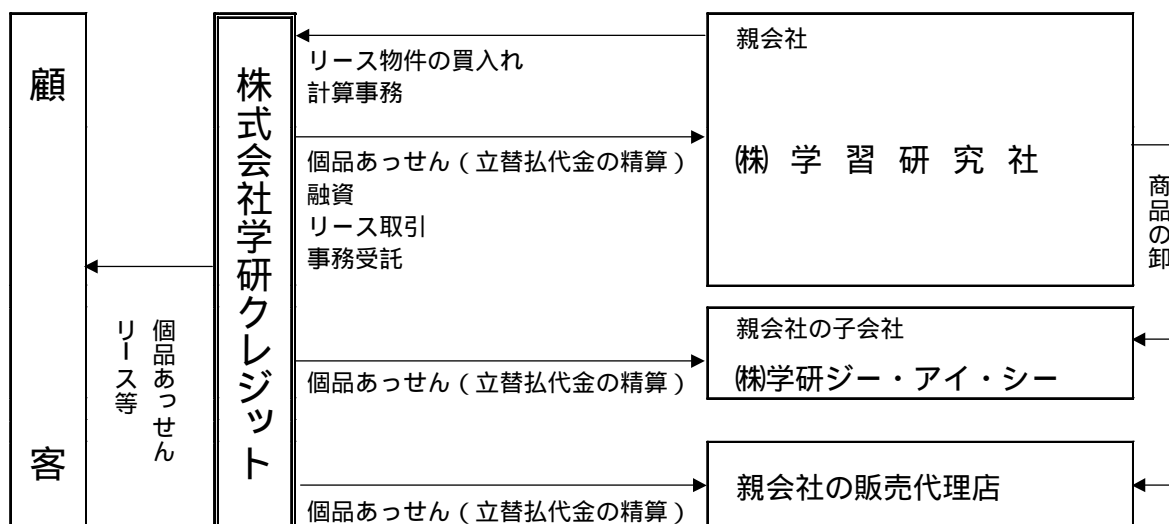 顧客
個品あっせん
リース等
株式会社学研クレジット
リース物件の買入れ
計算事務
個品あっせん(立替払代金の精算)
融資
リース取引
事務受託
個品あっせん(立替払代金の精算)
個品あっせん(立替払代金の精算)
親会社
㈱学習研究社
親会社の子会社
㈱学研ジー・アイ・シー
親会社の販売代理店
商品の卸